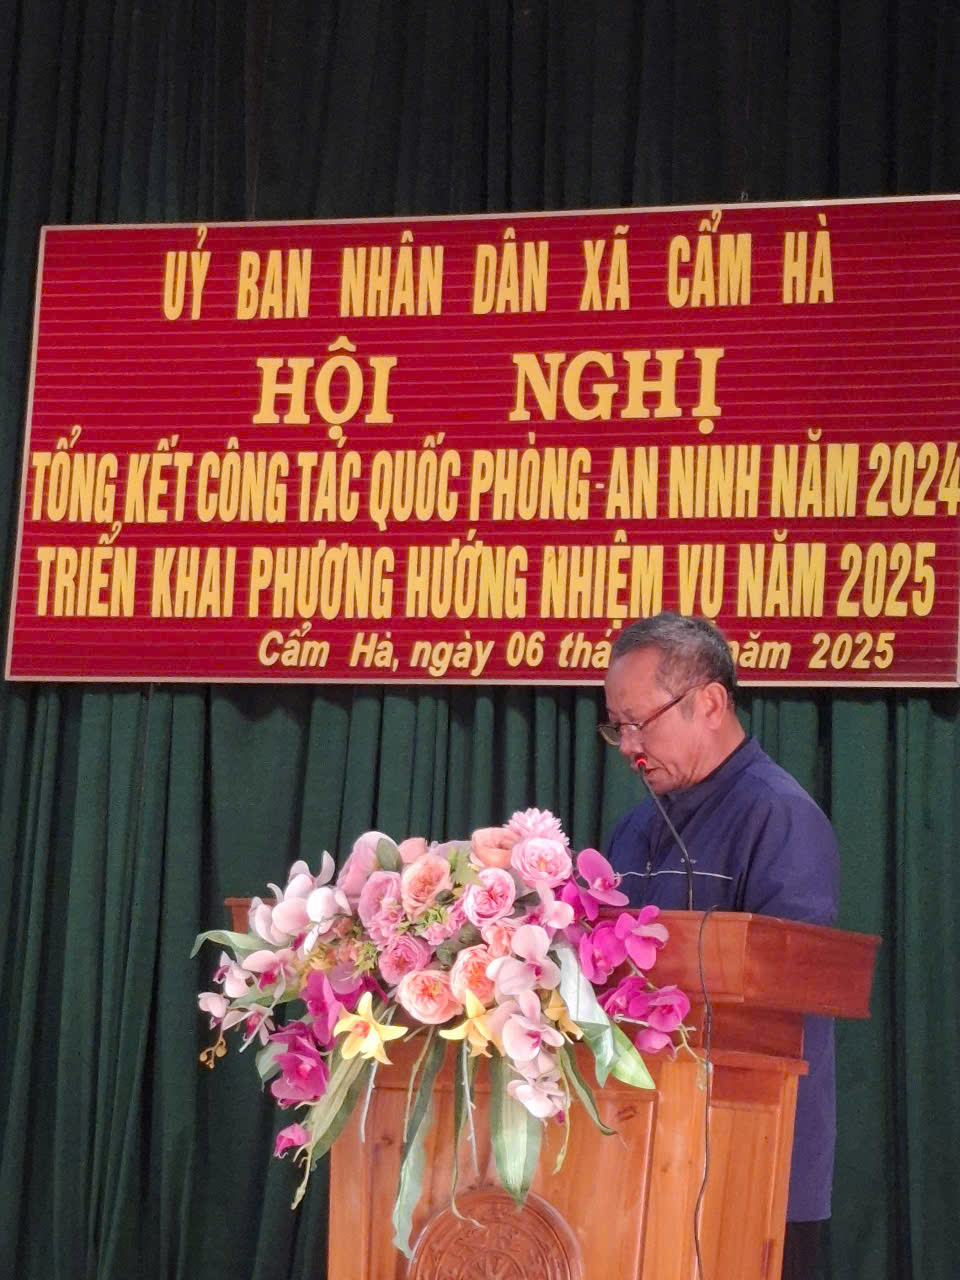 UỶ BAN NHÂN DÂN XÃ CẨM HÀ
HỘI NGHỊ
TỔNG KẾT CÔNG TÁC QUỐC PHÒNG-AN NINH NĂM 2024
TRIỂN KHAI PHƯƠNG HƯỚNG NHIỆM VU NĂM 2025
Cẩm Hà, ngày 06 năm 2025